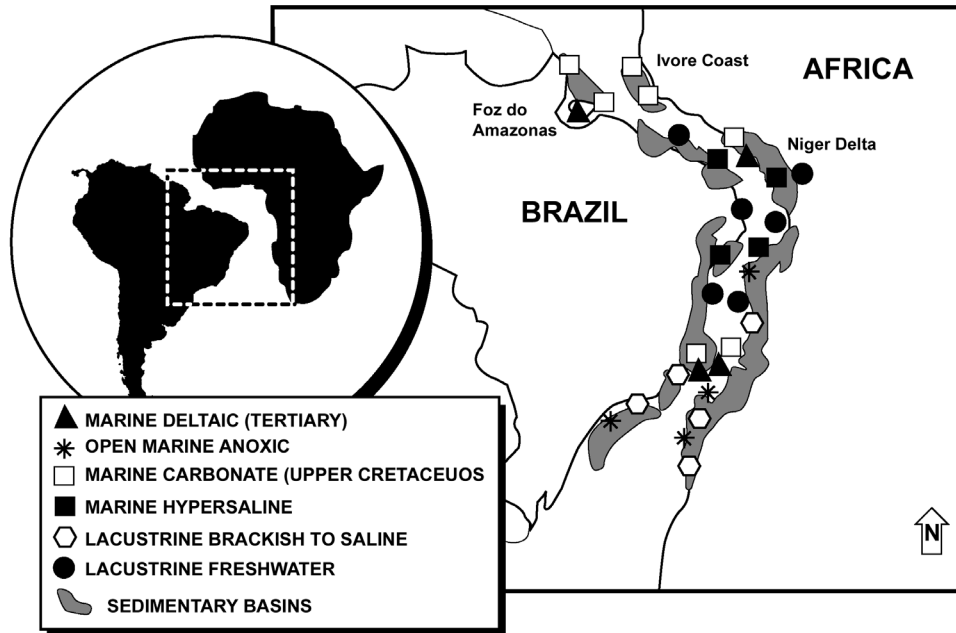 Ivore Coast
AFRICA
Foz do
Amazonas
Niger Delta
BRAZIL
MARINE DELTAIC (TERTIARY)
OPEN MARINE ANOXIC
MARINE CARBONATE (UPPER CRETACEUOS
MARINE HYPERSALINE
LACUSTRINE BRACKISH TO SALINE
LACUSTRINE FRESHWATER
SEDIMENTARY BASINS
N